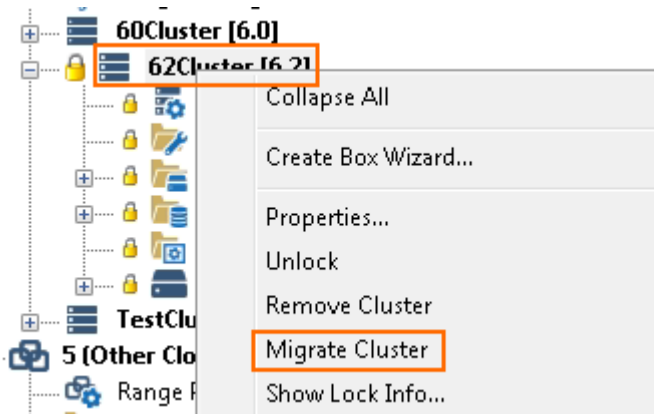 60Cluster [6.0]
62Cluster [6.2]
Collapse All
Create Box Wizard...
Properties...
Unlock
Remove Cluster
TestClu
Migrate Cluster
5 (Other Clo
Range
Show Lock Info...